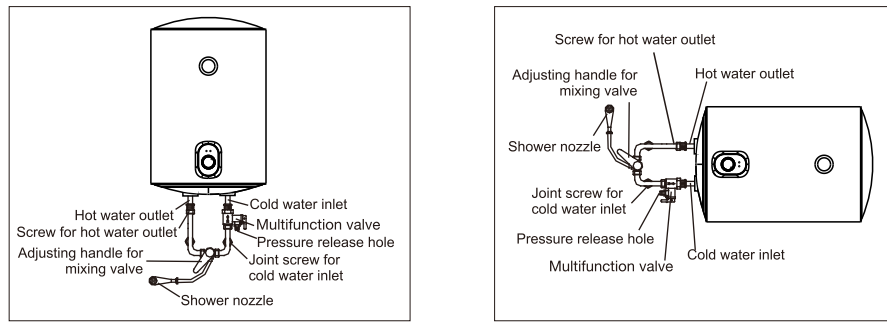 Hot water outlet
Screw for hot water outlet
Adjusting handle for
mixing valve
Cold water inlet
Multifunction valve
Pressure release hole
Joint screw for
cold water inlet
Shower nozzle
Screw for hot water outlet
Adjusting handle for
mixing valve
Hot water outlet
Shower nozzle
Joint screw for
cold water inlet
Pressure release hole
Multifunction valve
Cold water inlet